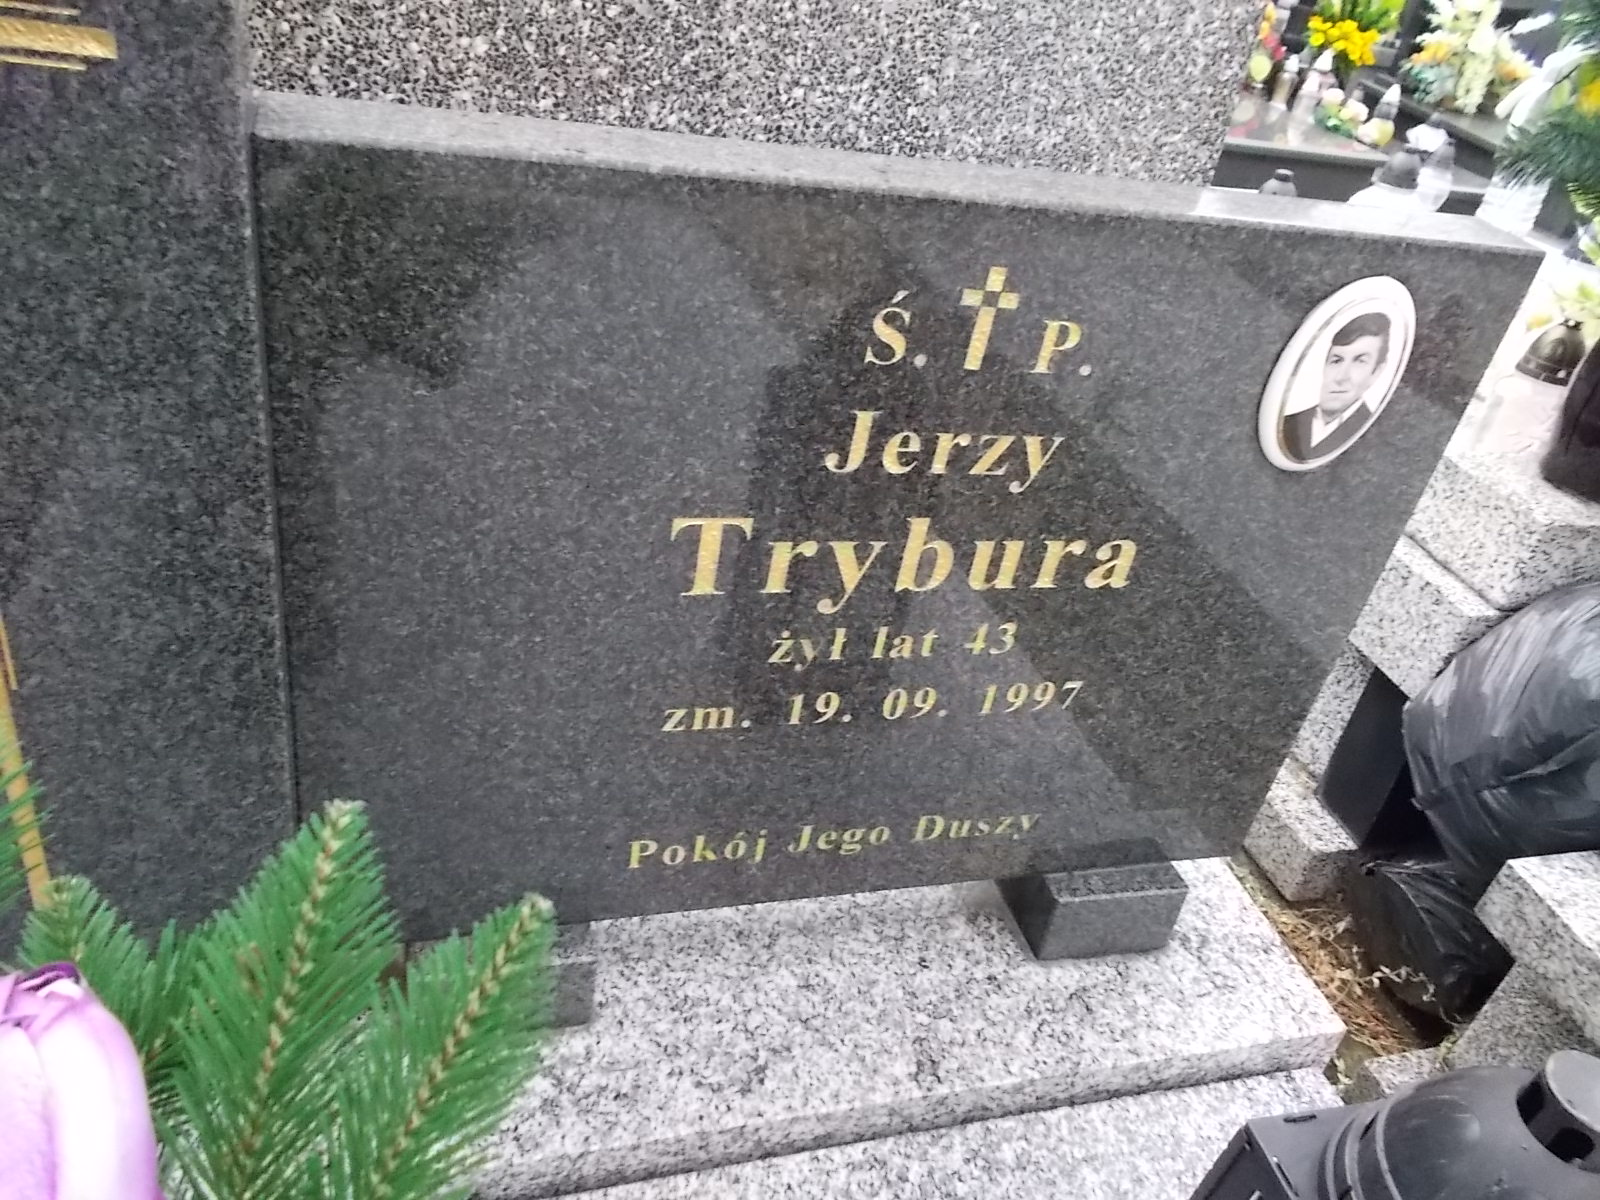 Ś. P.
Jerzy
Trybura
żył lat 43
zm. 19. 09. 1997
Pokój Jego Duszy